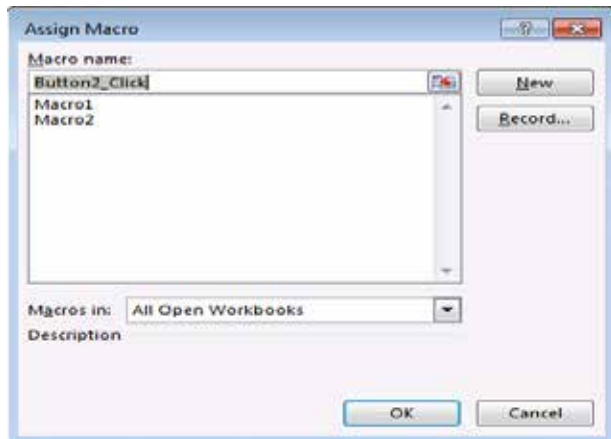 Assign Macro
Macro name:
Button2_Click
New
Macro1
Macro2
Record...
Macros in: All Open Workbooks
Description
OK Cancel